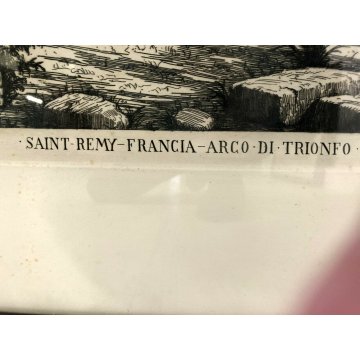 · SAINT · REMY — FRANCIA — ARCO · DI · TRIONFO ·